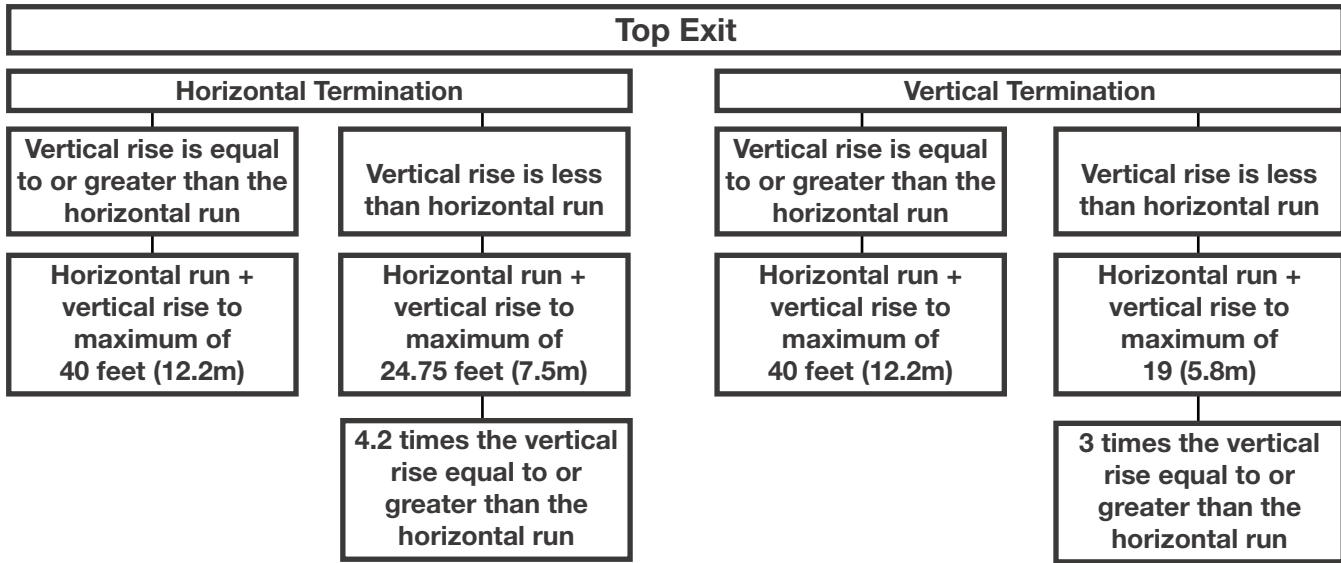 Top Exit
Horizontal Termination
Vertical rise is equal
to or greater than the
horizontal run
Horizontal run +
vertical rise to
maximum of
40 feet (12.2m)
Vertical rise is less
than horizontal run
Horizontal run +
vertical rise to
maximum of
24.75 feet (7.5m)
4.2 times the vertical
rise equal to or
greater than the
horizontal run
Vertical Termination
Vertical rise is equal
to or greater than the
horizontal run
Horizontal run +
vertical rise to
maximum of
40 feet (12.2m)
Vertical rise is less
than horizontal run
Horizontal run +
vertical rise to
maximum of
19 (5.8m)
3 times the vertical
rise equal to or
greater than the
horizontal run